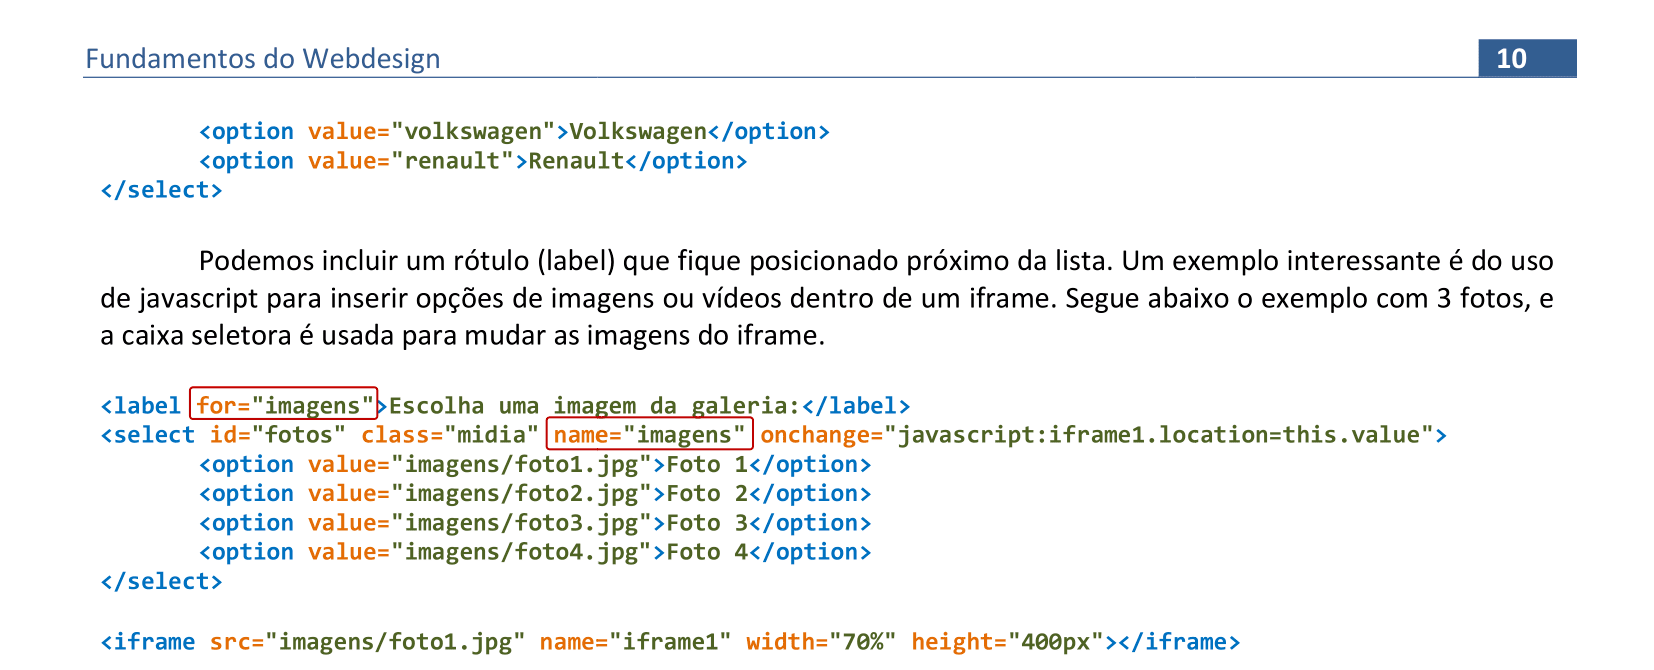 Fundamentos do Webdesign 10
<option value="volkswagen">Volkswagen</option>
<option value="renault">Renault</option>
</select>
Podemos incluir um rótulo (label) que fique posicionado próximo da lista. Um exemplo interessante é do uso
de javascript para inserir opções de imagens ou vídeos dentro de um iframe. Segue abaixo o exemplo com 3 fotos, e
a caixa seletora é usada para mudar as imagens do iframe.
<label for="imagens">Escolha uma imagem da galeria:</label>
<select id="fotos" class="midia" name="imagens" onchange="javascript:iframe1.location=this.value">
<option value="imagens/foto1.jpg">Foto 1</option>
<option value="imagens/foto2.jpg">Foto 2</option>
<option value="imagens/foto3.jpg">Foto 3</option>
<option value="imagens/foto4.jpg">Foto 4</option>
</select>
<iframe src="imagens/foto1.jpg" name="iframe1" width="70%" height="400px"></iframe>